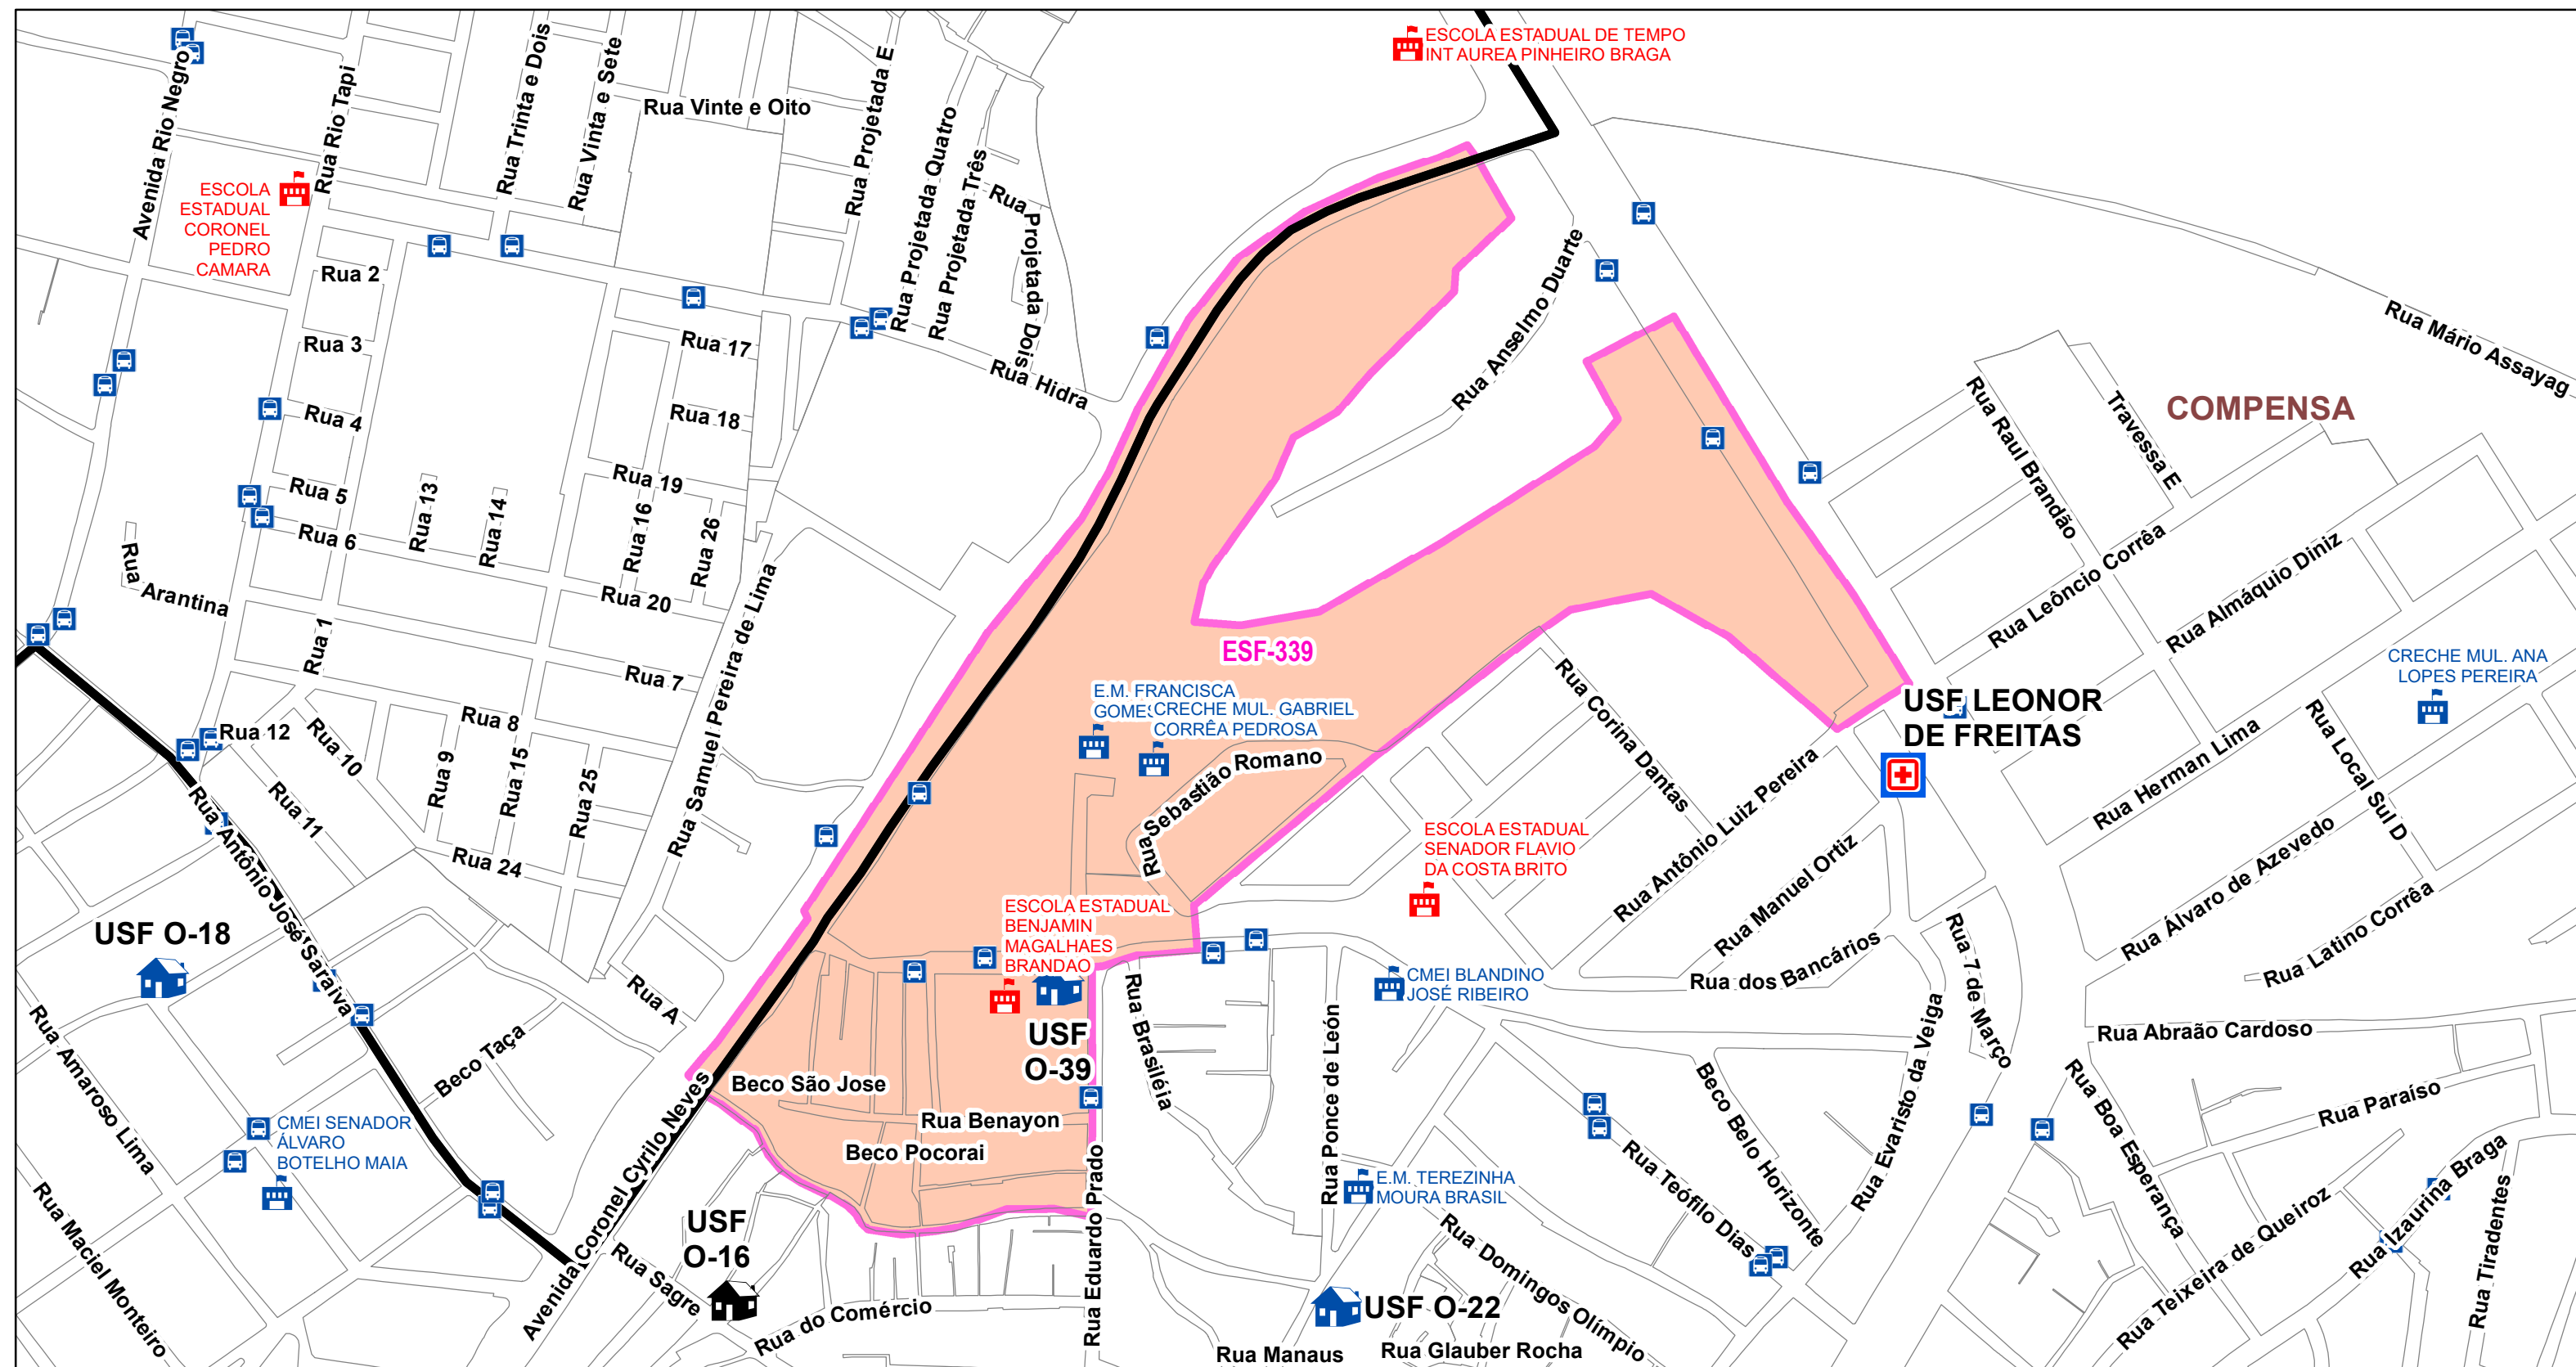 ESCOLA ESTADUAL DE TEMPO
INT AUREA PINHEIRO BRAGA
Avenida Rio Negro
Rua Rio Tapi
Rua Trinta e Dois
Rua Vinta e Sete
Rua Vinte e Oito
Rua Projetada E
Rua Projetada Quatro
Rua Projetada Três
Rua Projetada Dois
ESCOLA
ESTADUAL
CORONEL
PEDRO
CAMARA
Rua 2
Rua 3
Rua 4
Rua 5
Rua 6
Rua 13
Rua 14
Rua 17
Rua 18
Rua 19
Rua 16
Rua 26
Rua 20
Rua Hidra
Rua Anselmo Duarte
Rua Mário Assayag
COMPENSA
Travessa E
Rua Raul Brandão
Rua Leôncio Corrêa
Rua Almáquio Diniz
Rua Arantina
Rua 1
Rua 7
Rua 8
Rua 12
Rua 10
Rua 11
Rua 9
Rua 15
Rua 25
Rua 24
Rua Samuel Pereira de Lima
ESF-339
E.M. FRANCISCA
GOMES
CRECHE MUL. GABRIEL
CORRÊA PEDROSA
Rua Sebastião Romano
Rua Corina Dantas
Rua Antônio Luiz Pereira
USF LEONOR
DE FREITAS
CRECHE MUL. ANA
LOPES PEREIRA
Rua Herman Lima
Rua Local Sul D
Rua Álvaro de Azevedo
Rua Latino Corrêa
ESCOLA ESTADUAL
SENADOR FLAVIO
DA COSTA BRITO
Rua Manuel Ortiz
Rua dos Bancários
Rua 7 de Março
Rua Antônio José Saraiva
USF O-18
ESCOLA ESTADUAL
BENJAMIN
MAGALHAES
BRANDAO
USF
O-39
CMEI BLANDINO
JOSÉ RIBEIRO
Rua A
Rua Amaroso Lima
Beco Taça
Rua Brasiléia
Rua Ponce de León
Rua Evaristo da Veiga
Rua Abraão Cardoso
Rua Paraíso
Rua Boa Esperança
Beco Belo Horizonte
Beco São Jose
Rua Benayon
Beco Pocorai
CMEI SENADOR
ÁLVARO
BOTELHO MAIA
Rua Maciel Monteiro
Avenida Coronel Cyrilo Neves
Rua Eduardo Prado
E.M. TEREZINHA
MOURA BRASIL
Rua Teófilo Dias
Rua Domingos Olímpio
Rua Teixeira de Queiroz
Rua Izaurina Braga
Rua Tiradentes
USF
O-16
Rua Sagre
Rua do Comércio
USF O-22
Rua Manaus
Rua Glauber Rocha